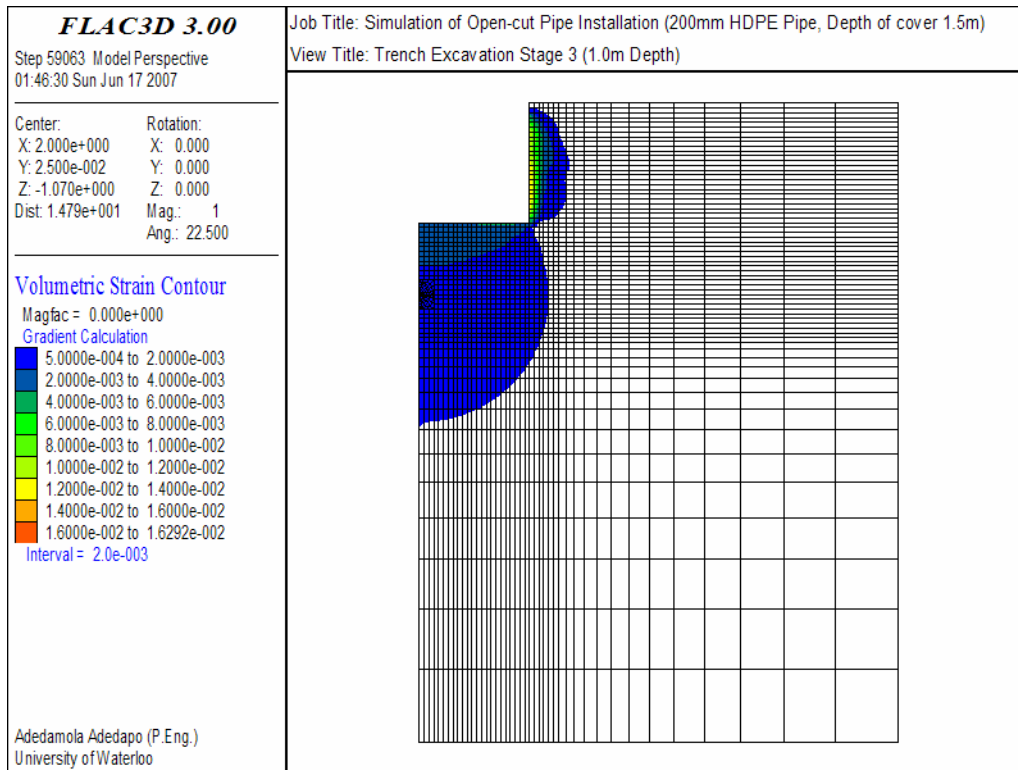 FLAC3D 3.00
Step 59063 Model Perspective
01:46:30 Sun Jun 17 2007
Center:
X: 2.000e+000
Y: 2.500e-002
Z: -1.070e+000
Dist: 1.479e+001
Rotation:
X: 0.000
Y: 0.000
Z: 0.000
Mag.: 1
Ang.: 22.500
Volumetric Strain Contour
Magfac = 0.000e+000
Gradient Calculation
5.0000e-004 to 2.0000e-003
2.0000e-003 to 4.0000e-003
4.0000e-003 to 6.0000e-003
6.0000e-003 to 8.0000e-003
8.0000e-003 to 1.0000e-002
1.0000e-002 to 1.2000e-002
1.2000e-002 to 1.4000e-002
1.4000e-002 to 1.6000e-002
1.6000e-002 to 1.6292e-002
Interval = 2.0e-003
Adedamola Adedapo (P.Eng.)
University of Waterloo
Job Title: Simulation of Open-cut Pipe Installation (200mm HDPE Pipe, Depth of cover 1.5m)
View Title: Trench Excavation Stage 3 (1.0m Depth)